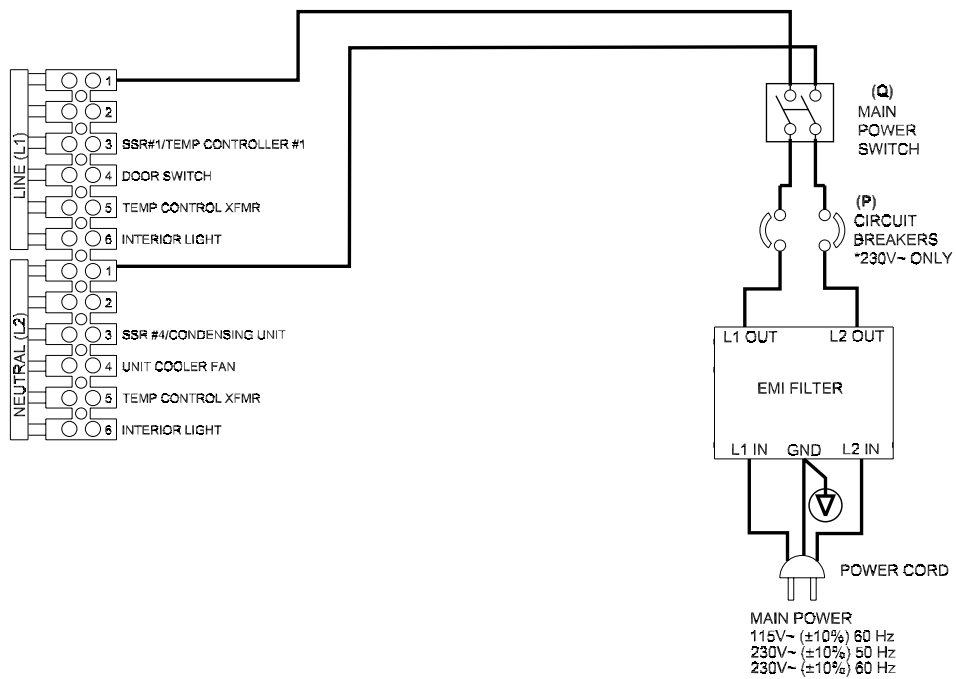 (Q)
MAIN
POWER
SWITCH
LINE (L1)
1
2
3 SSR#1/TEMP CONTROLLER #1
4 DOOR SWITCH
5 TEMP CONTROL XFMR
6 INTERIOR LIGHT
(P)
CIRCUIT
BREAKERS
*230V~ ONLY
NEUTRAL (L2)
1
2
3 SSR #4/CONDENSING UNIT
4 UNIT COOLER FAN
5 TEMP CONTROL XFMR
6 INTERIOR LIGHT
L1 OUT L2 OUT
EMI FILTER
L1 IN GND L2 IN
POWER CORD
MAIN POWER
115V~ (±10%) 60 Hz
230V~ (±10%) 50 Hz
230V~ (±10%) 60 Hz